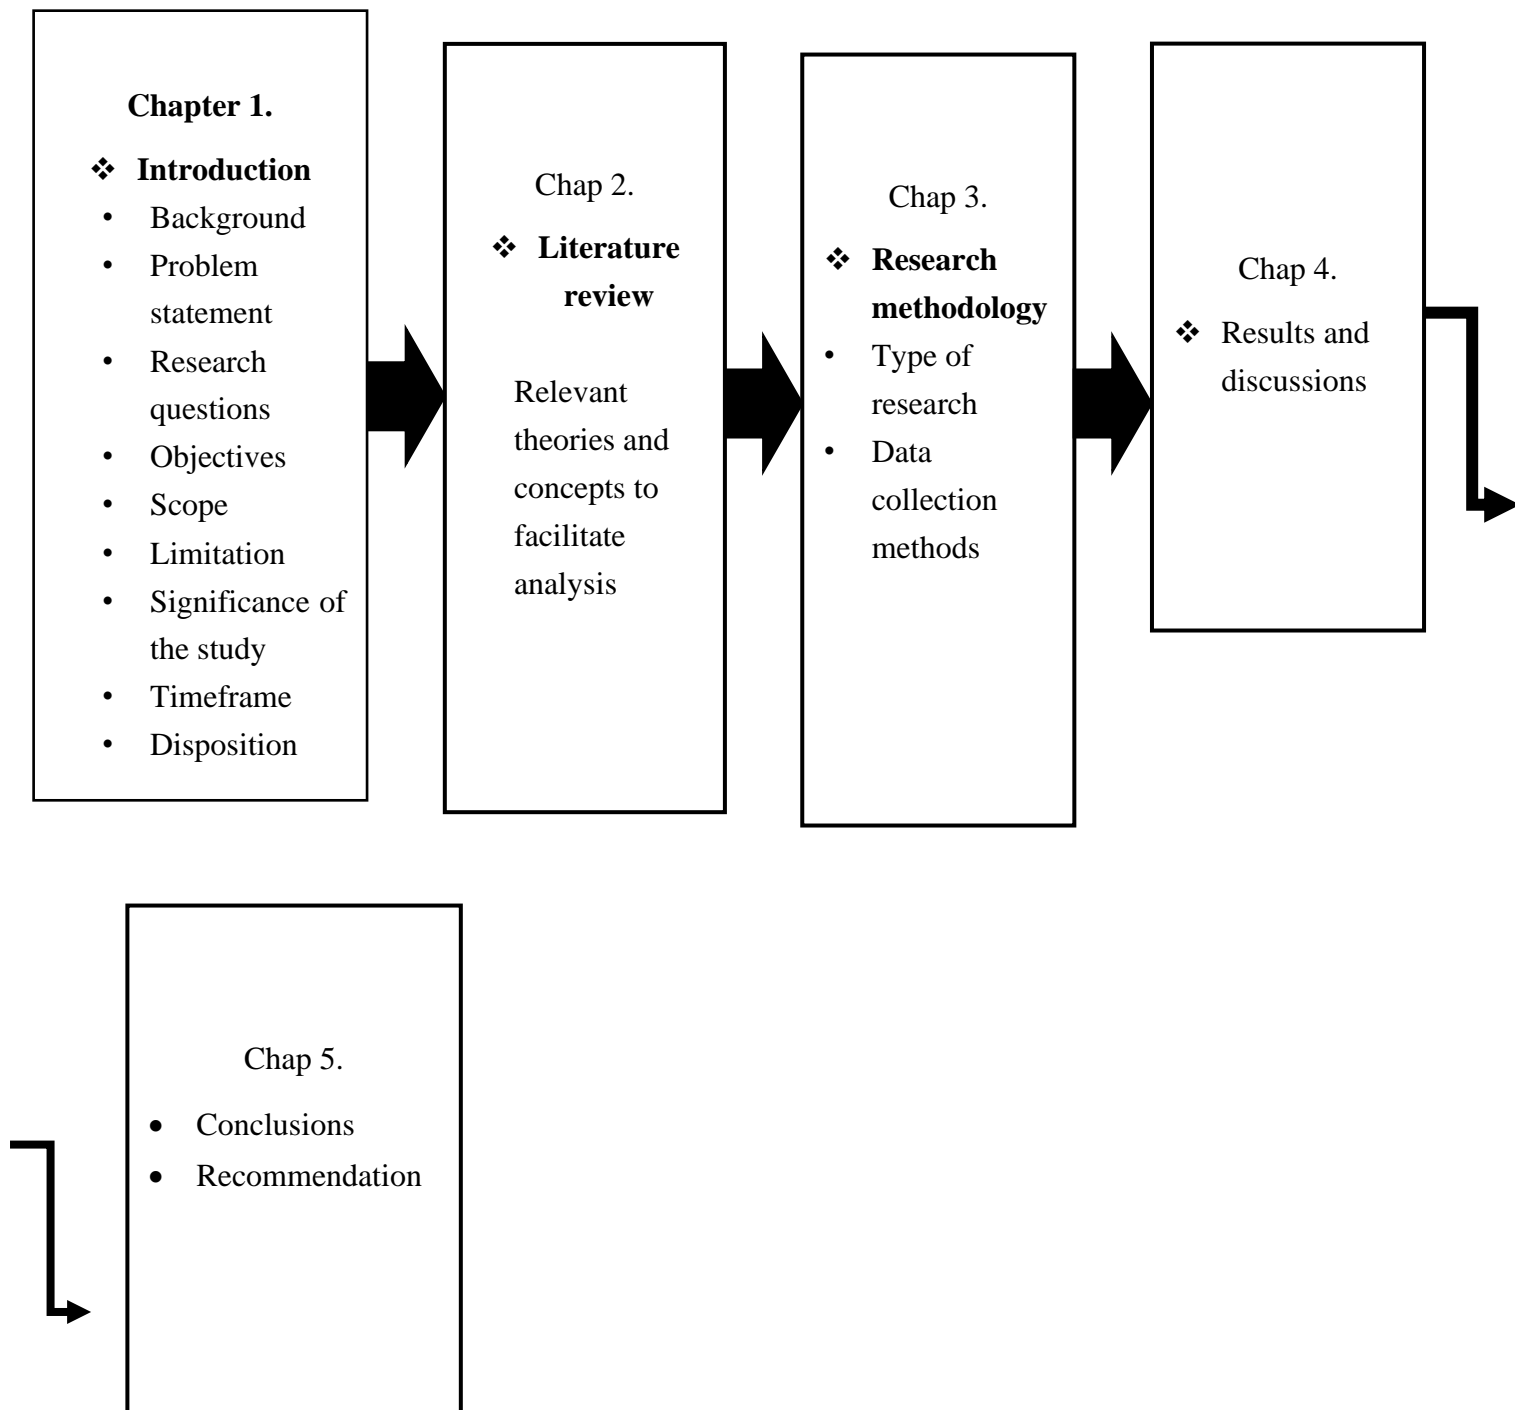 Chapter 1.
❖ Introduction
• Background
• Problem
statement
• Research
questions
• Objectives
• Scope
• Limitation
• Significance of
the study
• Timeframe
• Disposition
Chap 2.
❖ Literature
review
Relevant
theories and
concepts to
facilitate
analysis
Chap 3.
❖ Research
methodology
• Type of
research
• Data
collection
methods
Chap 4.
❖ Results and
discussions
Chap 5.
• Conclusions
• Recommendation